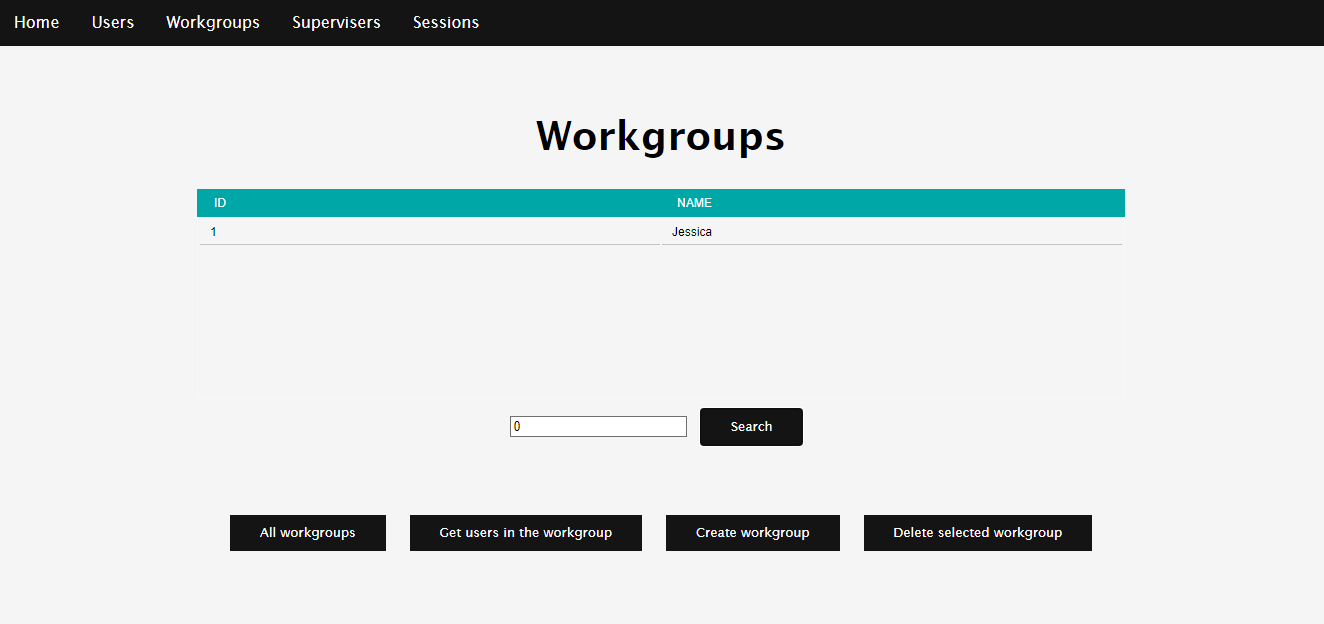 Home Users Workgroups Supervisers Sessions
Workgroups
ID NAME
1 Jessica
0 Search
All workgroups Get users in the workgroup Create workgroup Delete selected workgroup